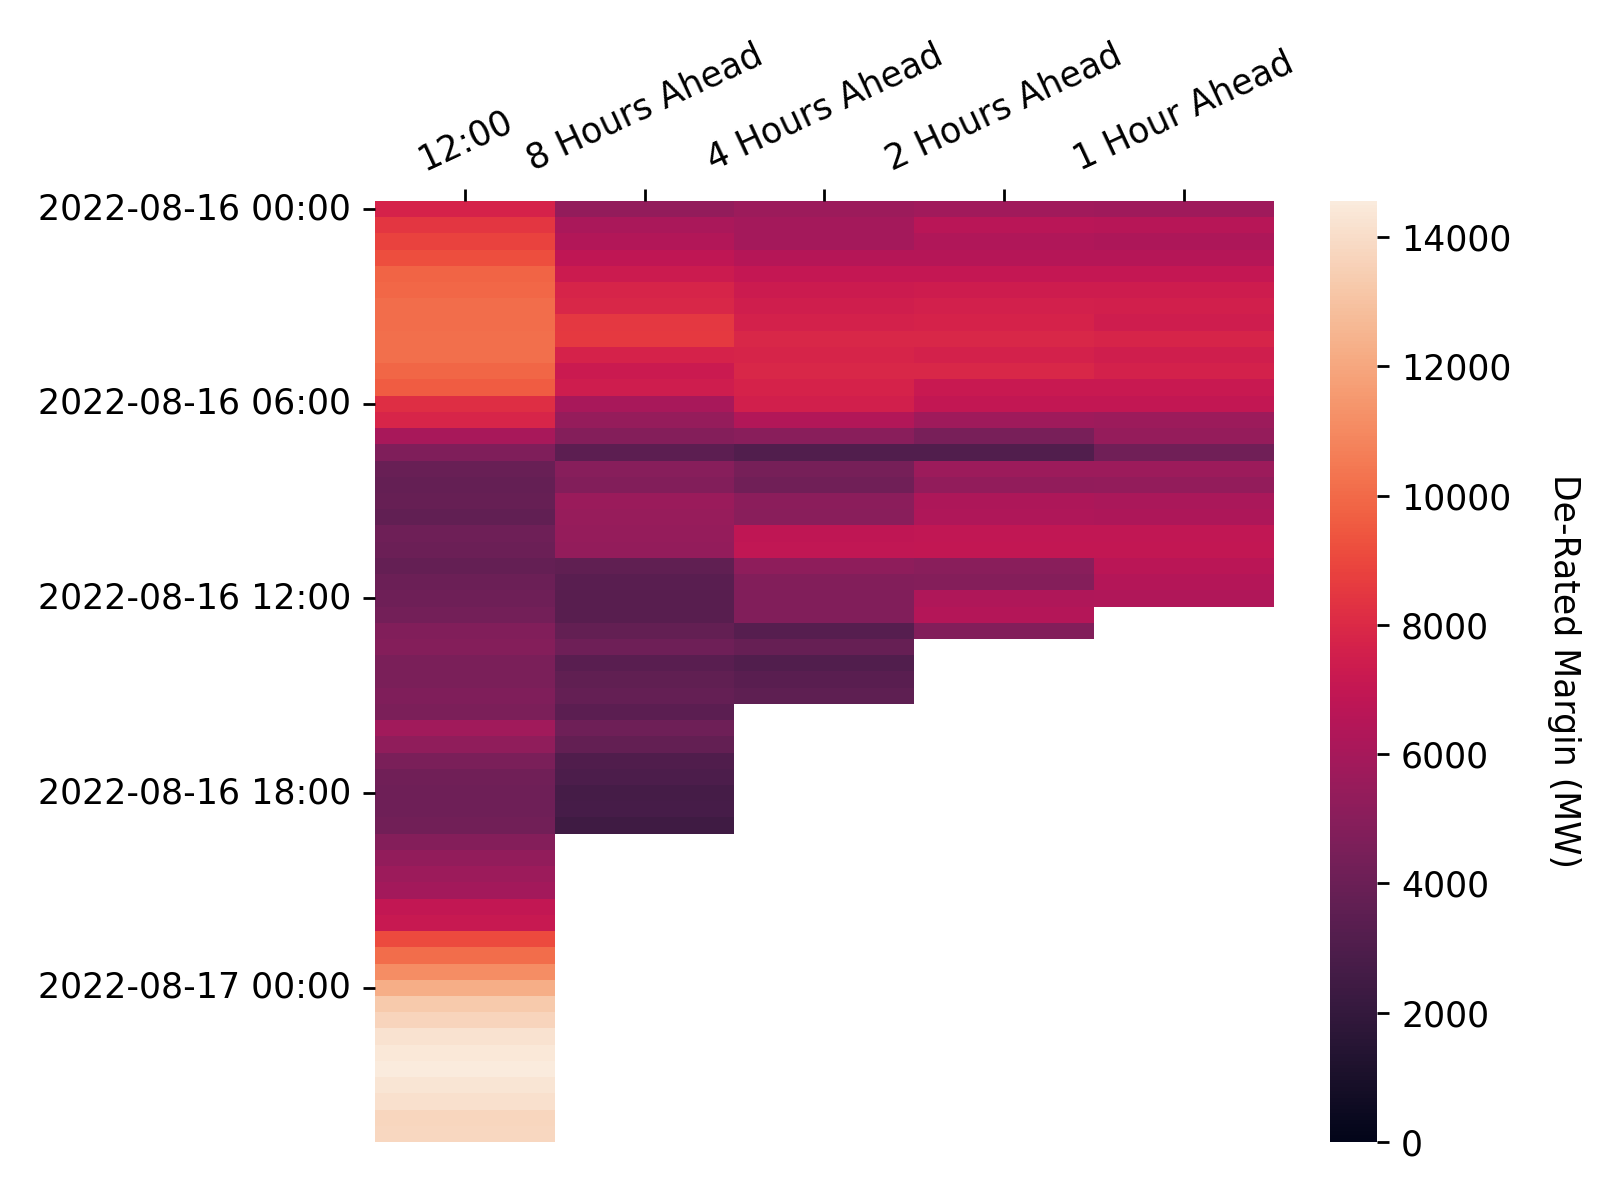 12:00
8 Hours Ahead
4 Hours Ahead
2 Hours Ahead
1 Hour Ahead
2022-08-16 00:00
2022-08-16 06:00
2022-08-16 12:00
2022-08-16 18:00
2022-08-17 00:00
14000
12000
10000
8000
6000
4000
2000
0
De-Rated Margin (MW)